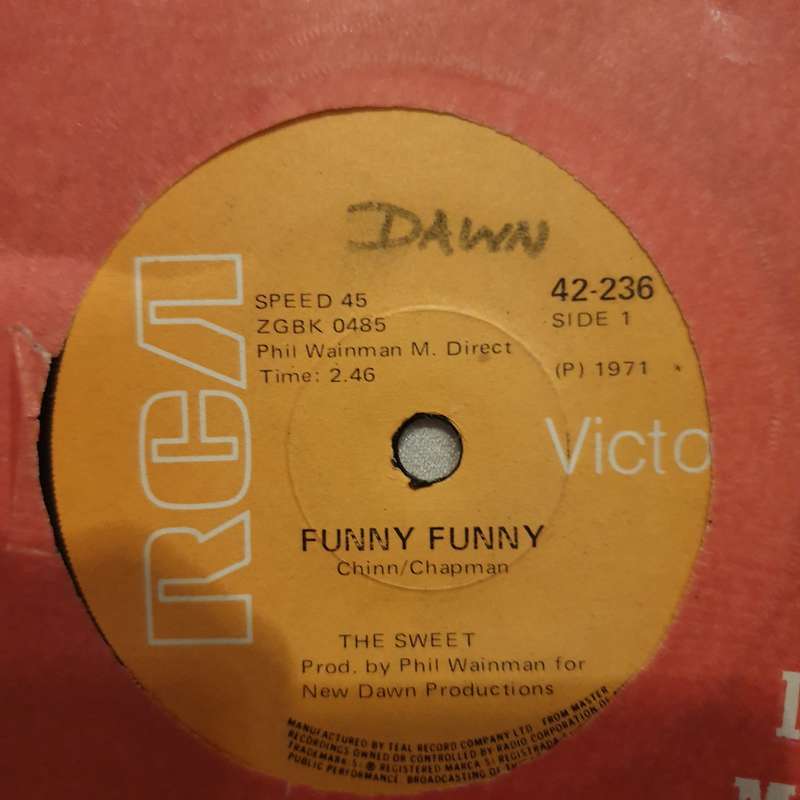 DAWN
RCA
SPEED 45
ZGBK 0485
Phil Wainman M. Direct
Time: 2.46
42-236
SIDE 1
(P) 1971
Victo
FUNNY FUNNY
Chinn/Chapman
THE SWEET
Prod. by Phil Wainman for
New Dawn Productions
MANUFACTURED BY TEAL RECORD COMPANY LTD. FROM MASTER
RECORDINGS OWNED OR CONTROLLED BY RADIO CORPORATION OF
TRADEMARK S: ® REGISTERED MARCA S: REGISTRADA
PUBLIC PERFORMANCE, BROADCASTING OF